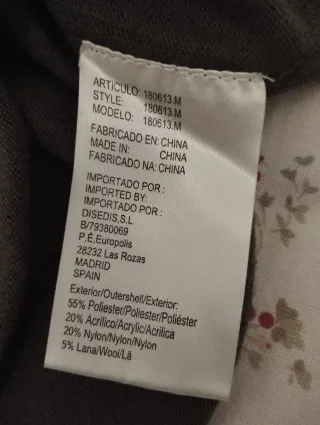 ARTICULO: 180613.M
STYLE: 180613.M
MODELO: 180613.M
FABRICADO EN: CHINA
MADE IN: CHINA
FABRICADO NA: CHINA
IMPORTADO POR :
IMPORTED BY:
IMPORTADO POR :
DISEDIS,S.L.
B/79380069
P.E.Europolis
28232 Las Rozas
MADRID
SPAIN
Exterior/Outershell/Exterior:
55% Poliester/Poliester/Poliéster
20% Acrilico/Acrylic/Acrilica
20% Nylon/Nylon/Nylon
5% Lana/Wool/Lã